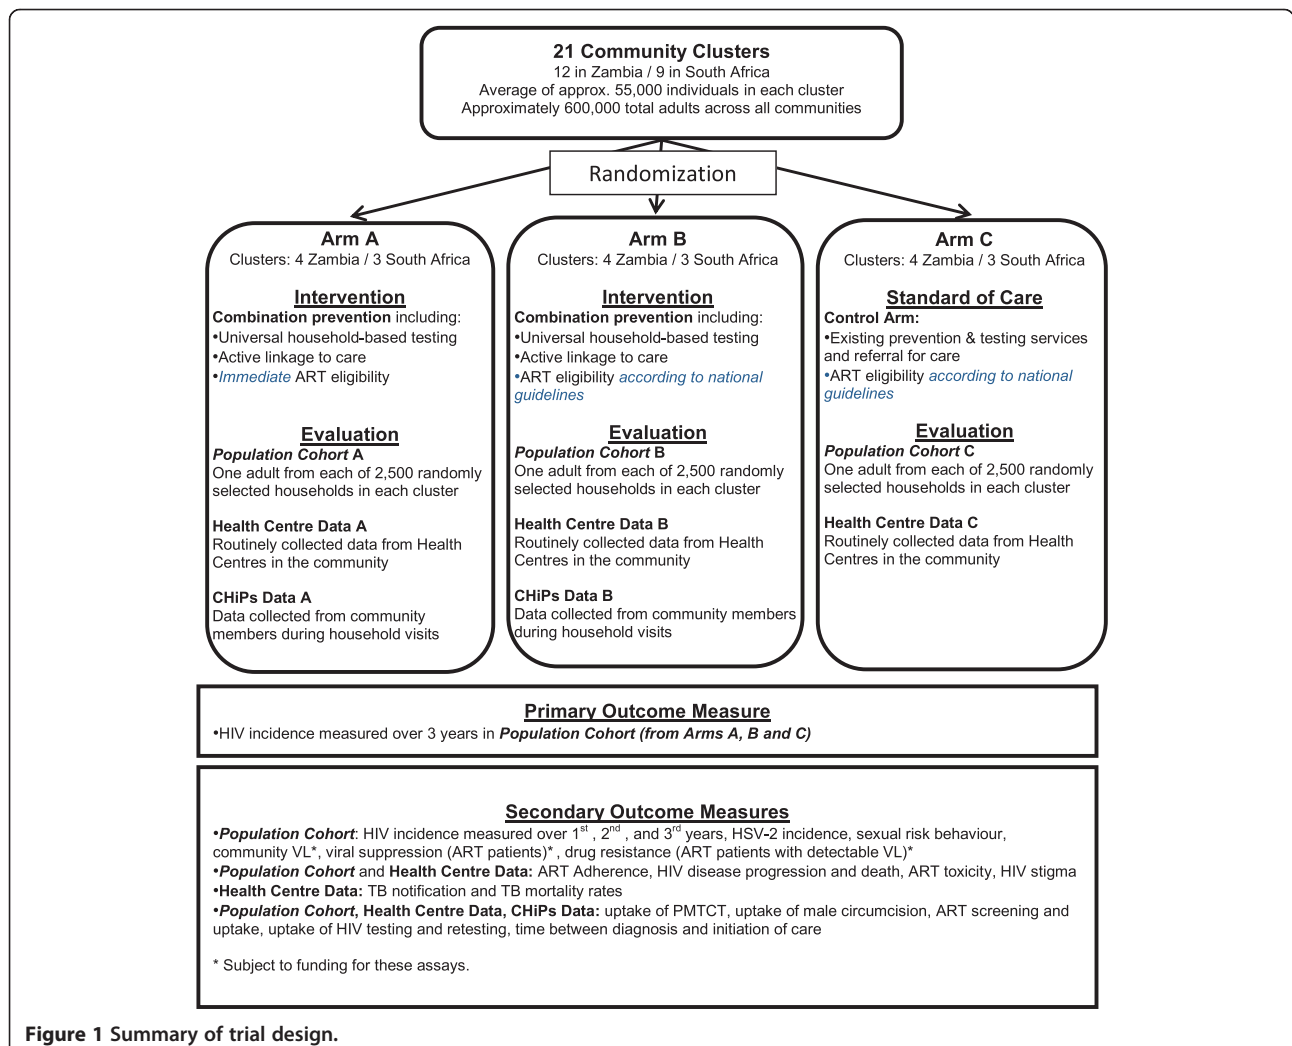 21 Community Clusters
12 in Zambia / 9 in South Africa
Average of approx. 55,000 individuals in each cluster
Approximately 600,000 total adults across all communities
Randomization
Arm A
Clusters: 4 Zambia / 3 South Africa
Intervention
Combination prevention including:
•Universal household-based testing
•Active linkage to care
•Immediate ART eligibility
Evaluation
Population Cohort A
One adult from each of 2,500 randomly
selected households in each cluster
Health Centre Data A
Routinely collected data from Health
Centres in the community
CHiPs Data A
Data collected from community
members during household visits
Arm B
Clusters: 4 Zambia / 3 South Africa
Intervention
Combination prevention including:
•Universal household-based testing
•Active linkage to care
•ART eligibility according to national
guidelines
Evaluation
Population Cohort B
One adult from each of 2,500 randomly
selected households in each cluster
Health Centre Data B
Routinely collected data from Health
Centres in the community
CHiPs Data B
Data collected from community members
during household visits
Arm C
Clusters: 4 Zambia / 3 South Africa
Standard of Care
Control Arm:
•Existing prevention & testing services
and referral for care
•ART eligibility according to national
guidelines
Evaluation
Population Cohort C
One adult from each of 2,500 randomly
selected households in each cluster
Health Centre Data C
Routinely collected data from Health
Centres in the community
Primary Outcome Measure
•HIV incidence measured over 3 years in Population Cohort (from Arms A, B and C)
Secondary Outcome Measures
•Population Cohort: HIV incidence measured over 1st , 2nd , and 3rd years, HSV-2 incidence, sexual risk behaviour,
community VL*, viral suppression (ART patients)* , drug resistance (ART patients with detectable VL)*
•Population Cohort and Health Centre Data: ART Adherence, HIV disease progression and death, ART toxicity, HIV stigma
•Health Centre Data: TB notification and TB mortality rates
•Population Cohort, Health Centre Data, CHiPs Data: uptake of PMTCT, uptake of male circumcision, ART screening and
uptake, uptake of HIV testing and retesting, time between diagnosis and initiation of care
* Subject to funding for these assays.
Figure 1 Summary of trial design.